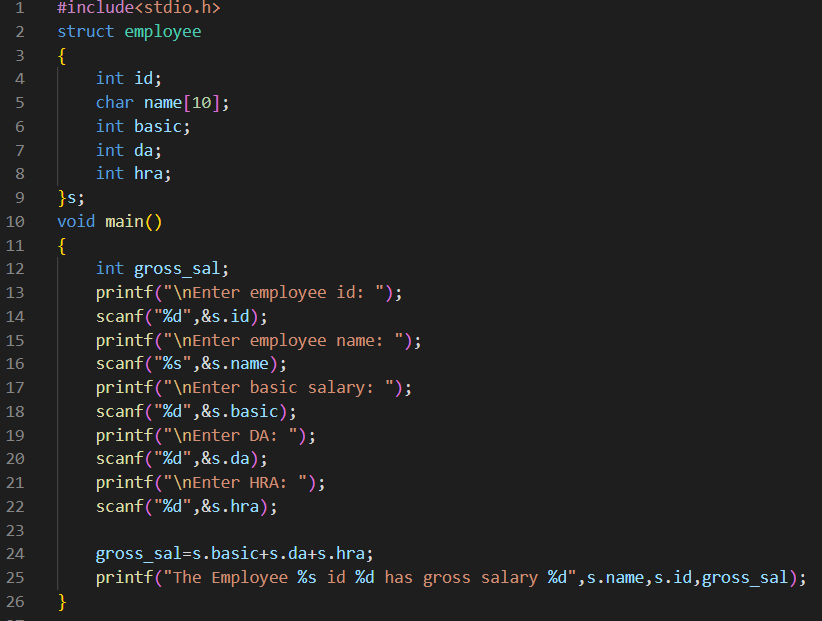 1 #include<stdio.h>
2 struct employee
3 {
4     int id;
5     char name[10];
6     int basic;
7     int da;
8     int hra;
9 }s;
10 void main()
11 {
12     int gross_sal;
13     printf("\nEnter employee id: ");
14     scanf("%d",&s.id);
15     printf("\nEnter employee name: ");
16     scanf("%s",&s.name);
17     printf("\nEnter basic salary: ");
18     scanf("%d",&s.basic);
19     printf("\nEnter DA: ");
20     scanf("%d",&s.da);
21     printf("\nEnter HRA: ");
22     scanf("%d",&s.hra);
23
24     gross_sal=s.basic+s.da+s.hra;
25     printf("The Employee %s id %d has gross salary %d",s.name,s.id,gross_sal);
26 }